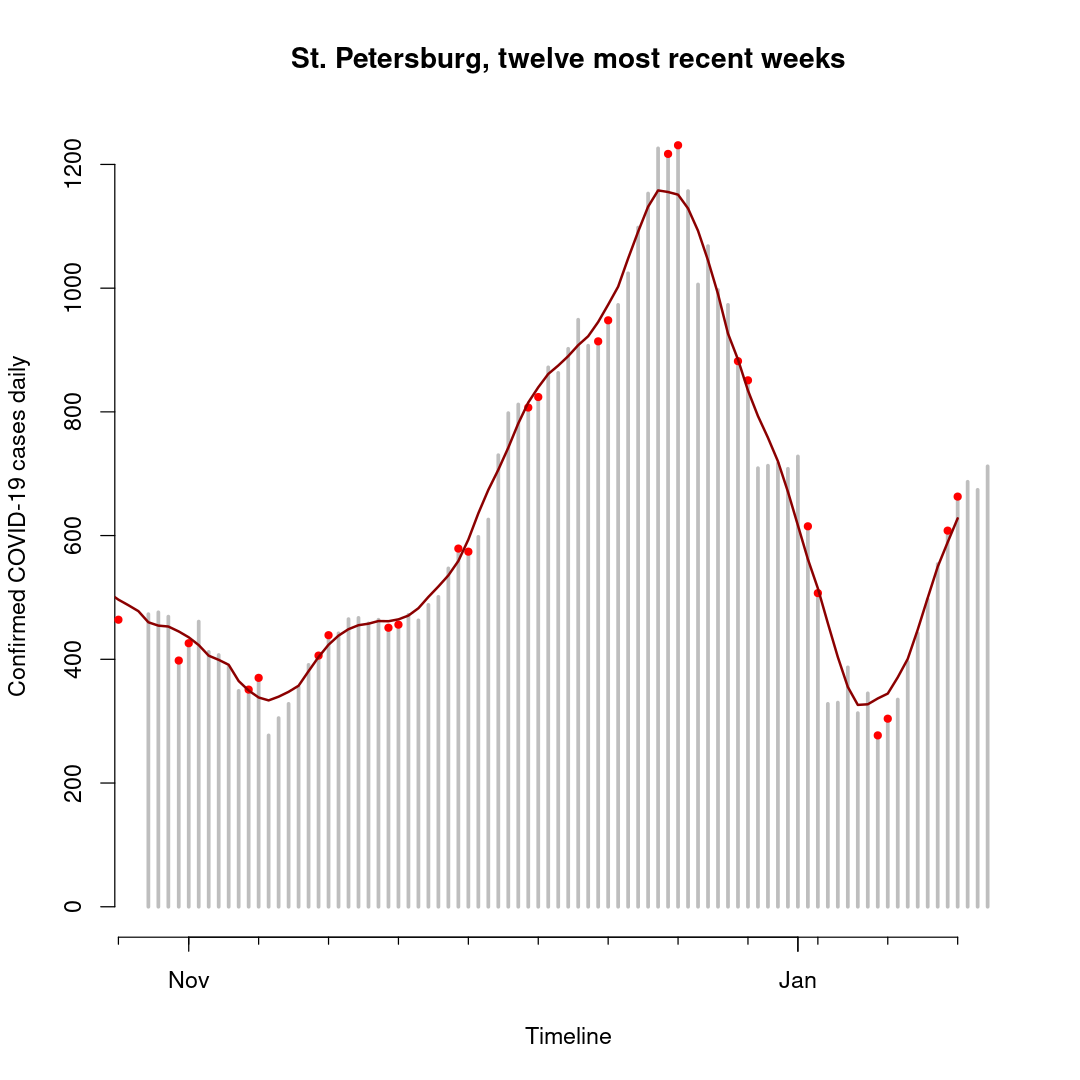 St. Petersburg, twelve most recent weeks
Confirmed COVID-19 cases daily
1200
1000
800
600
400
200
0
Nov
Jan
Timeline